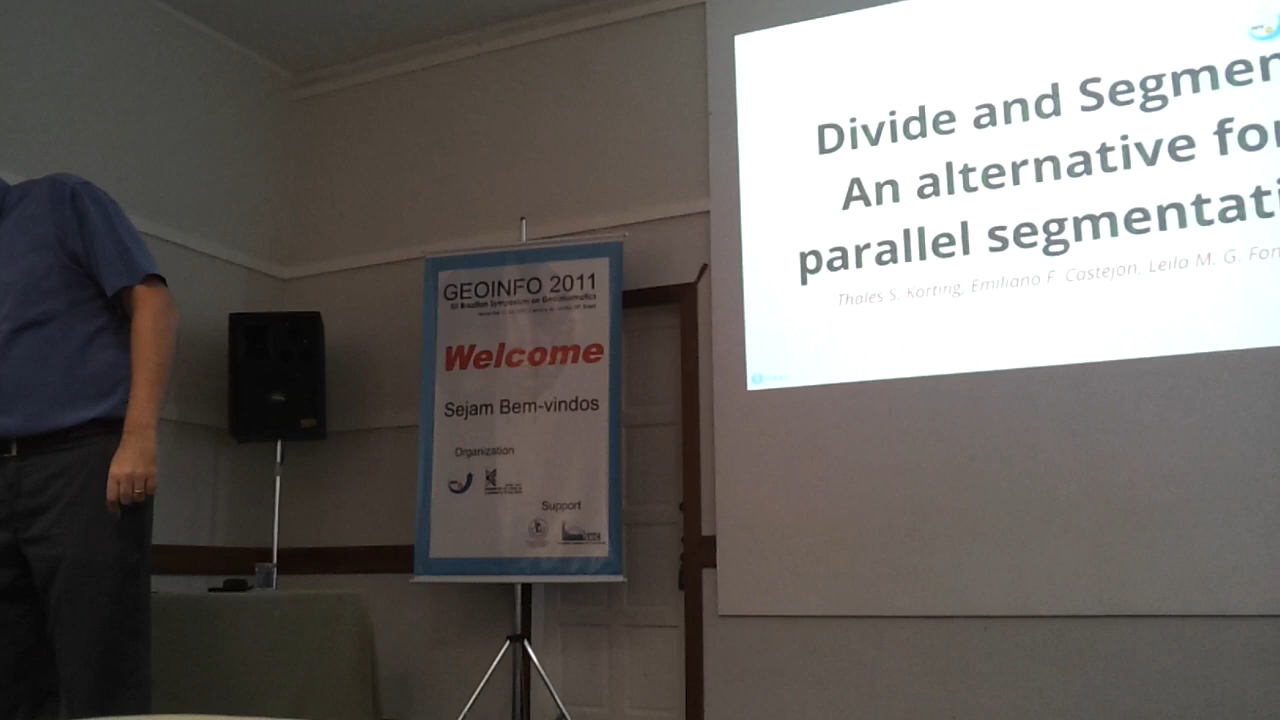 GEOINFO 2011
XII Brazilian Symposium on GeoInformatics
Welcome
Sejam Bem-vindos
Organization
Support
Divide and Segmen
An alternative for
parallel segmentati
Thales S. Korting, Emiliano F. Castejon, Leila M. G. Fon